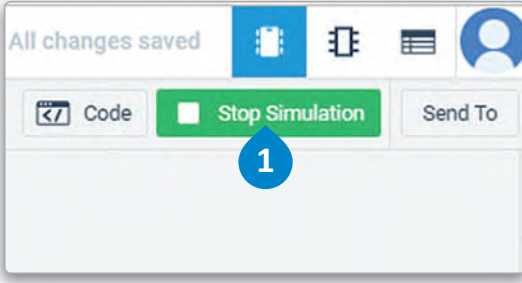 All changes saved
Code
Stop Simulation
Send To
1